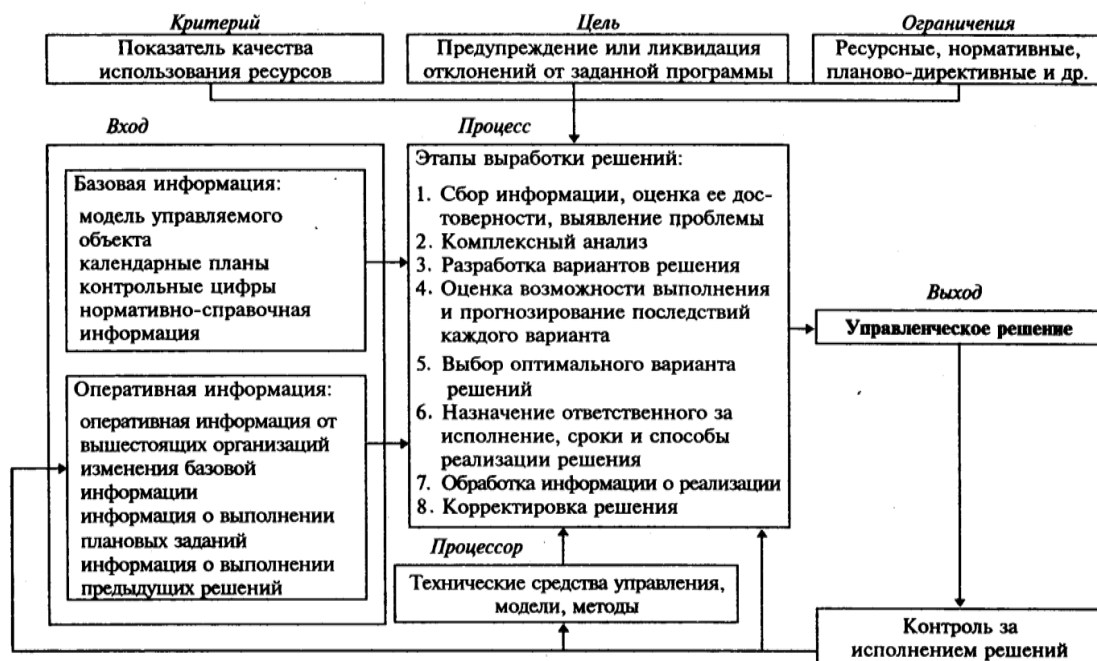 Критерий
Показатель качества
использования ресурсов
Цель
Предупреждение или ликвидация
отклонений от заданной программы
Ограничения
Ресурсные, нормативные,
планово-директивные и др.
Вход
Базовая информация:
модель управляемого
объекта
календарные планы
контрольные цифры
нормативно-справочная
информация
Оперативная информация:
оперативная информация от
вышестоящих организаций
изменения базовой
информации
информация о выполнении
плановых заданий
информация о выполнении
предыдущих решений
Процесс
Этапы выработки решений:
1. Сбор информации, оценка ее дос-
товерности, выявление проблемы
2. Комплексный анализ
3. Разработка вариантов решения
4. Оценка возможности выполнения
и прогнозирование последствий
каждого варианта
5. Выбор оптимального варианта
решений
6. Назначение ответственного за
исполнение, сроки и способы
реализации решения
7. Обработка информации о реализации
8. Корректировка решения
Процессор
Технические средства управления,
модели, методы
Выход
Управленческое решение
Контроль за
исполнением решений